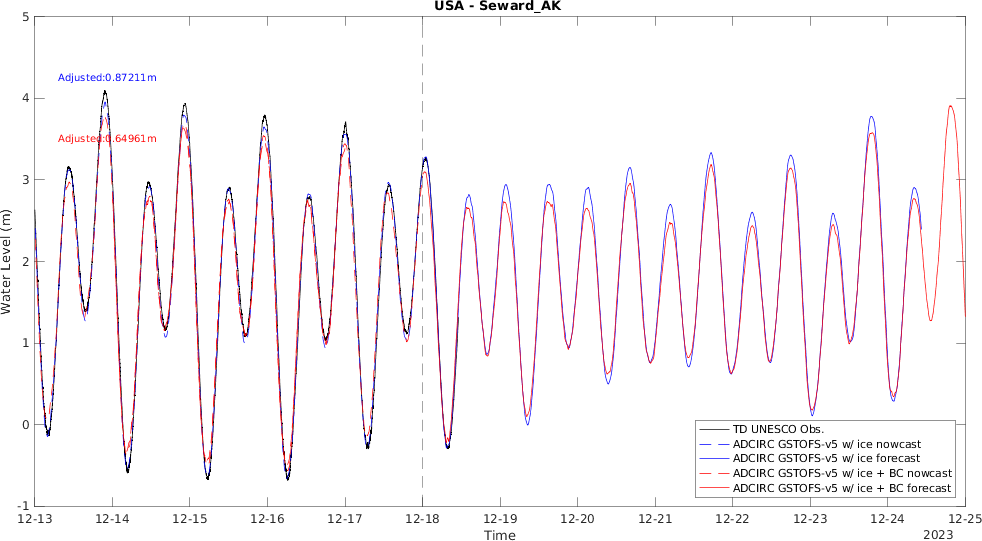 USA - Seward_AK
5
Adjusted:0.87211m
4
Adjusted:0.64961m
3
2
Water Level (m)
1
0
TD UNESCO Obs.
ADCIRC GSTOFS-v5 w/ ice nowcast
ADCIRC GSTOFS-v5 w/ ice forecast
ADCIRC GSTOFS-v5 w/ ice + BC nowcast
ADCIRC GSTOFS-v5 w/ ice + BC forecast
-1
12-13 12-14 12-15 12-16 12-17 12-18 12-19 12-20 12-21 12-22 12-23 12-24 12-25
Time
2023